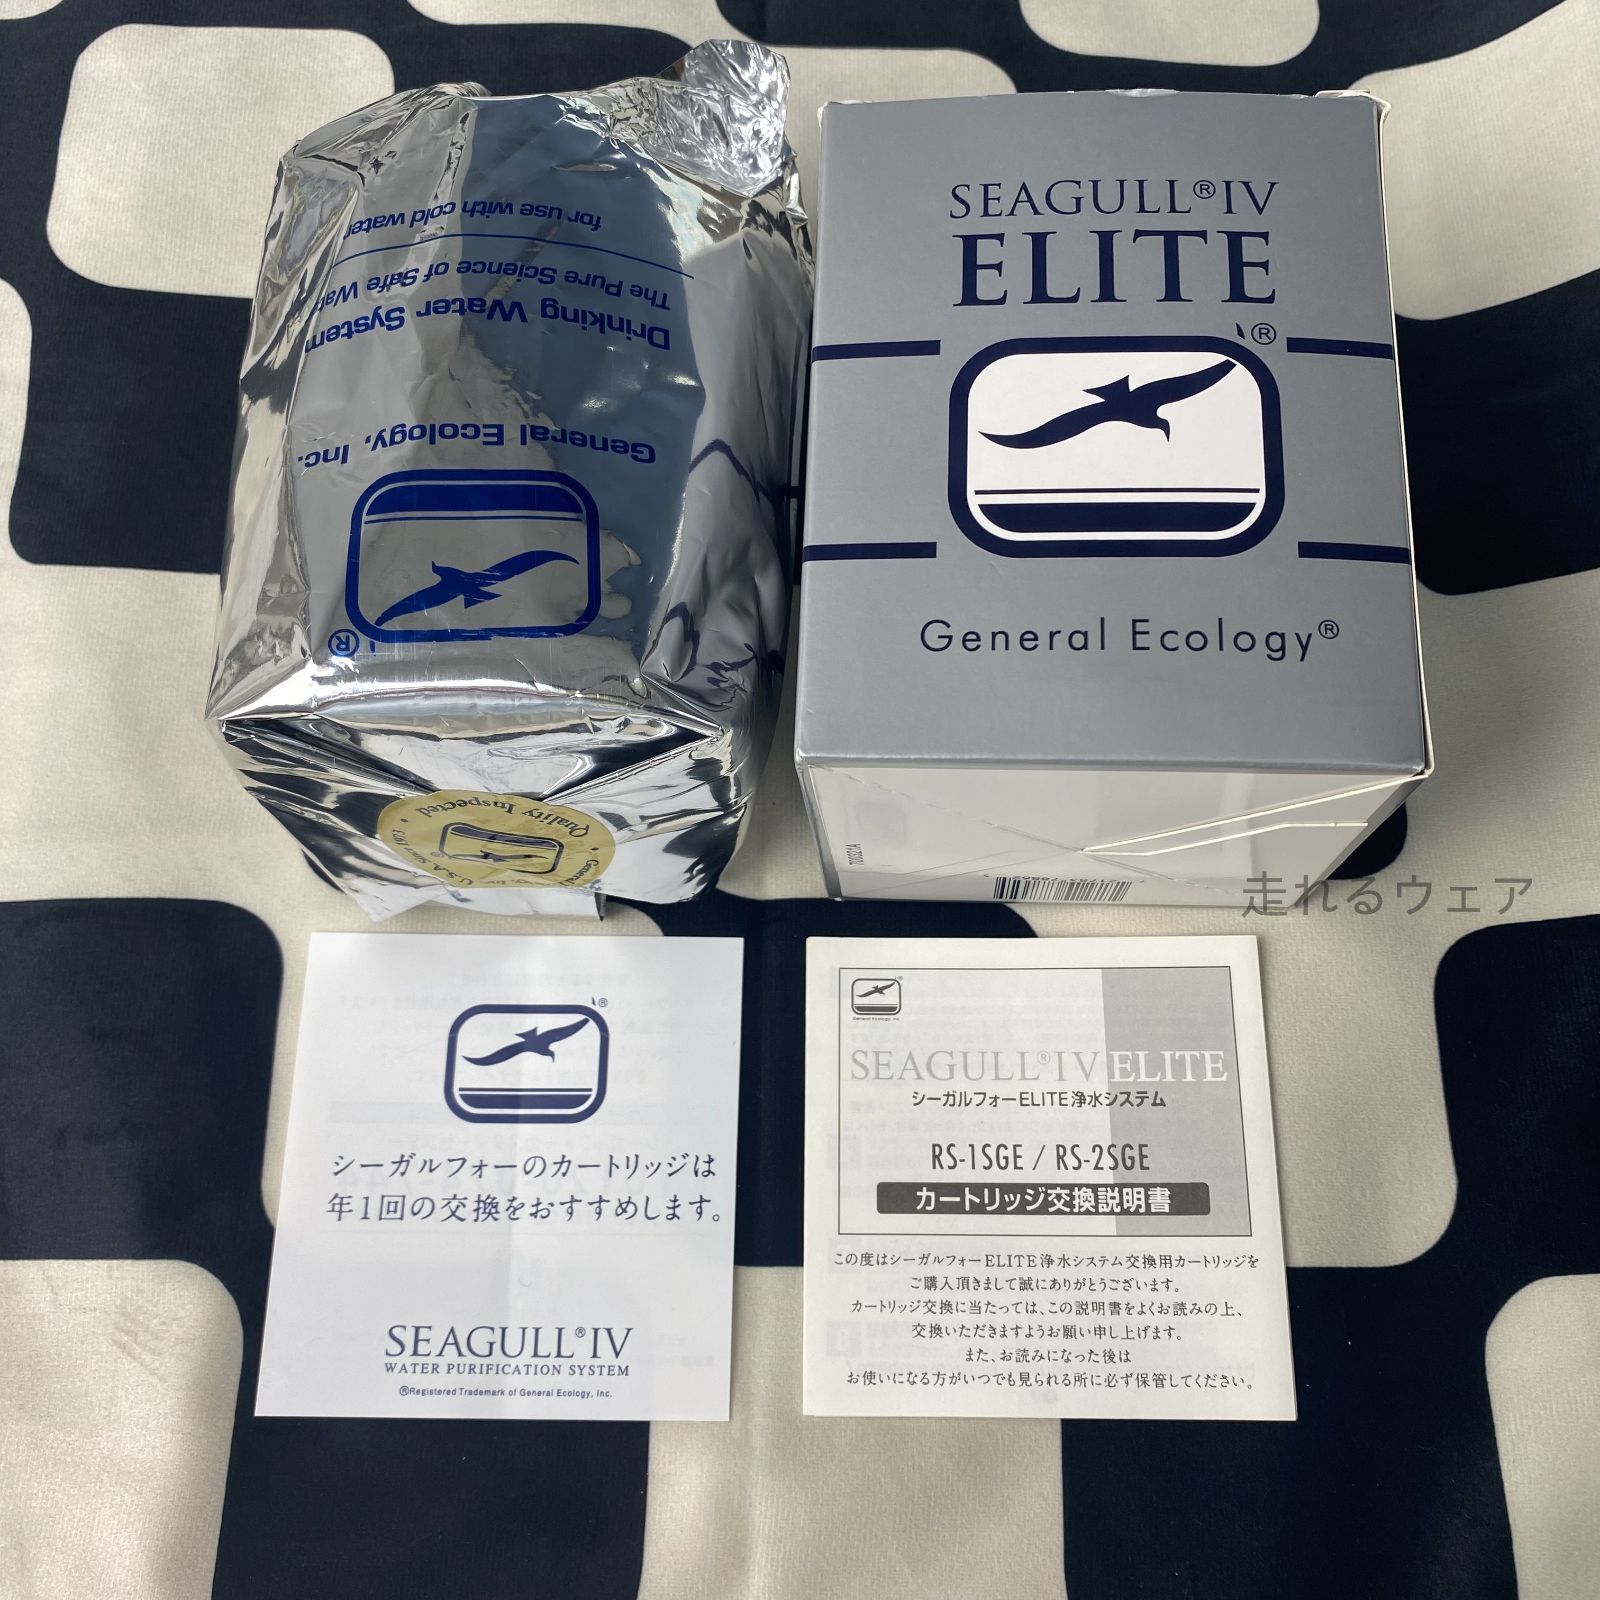 for use with cold water
The Pure Science of Safe
Drinking Water System
General Ecology, Inc.
®
Quality Inspected
U.S.A. Since 1973
SEAGULL®IV
ELITE
®
General Ecology®
700321A
走れるウェア
®
シーガルフォーのカートリッジは
年1回の交換をおすすめします。
SEAGULL®IV
WATER PURIFICATION SYSTEM
®Registered Trademark of General Ecology, Inc.
®
General Ecology, Inc.
SEAGULL®IV ELITE
シーガルフォーELITE浄水システム
RS-1SGE / RS-2SGE
カートリッジ交換説明書
この度はシーガルフォーELITE浄水システム交換用カートリッジを
ご購入頂きまして誠にありがとうございます。
カートリッジ交換に当たっては、この説明書をよくお読みの上、
交換いただきますようお願い申し上げます。
また、お読みになった後は
お使いになる方がいつでも見られる所に必ず保管してください。